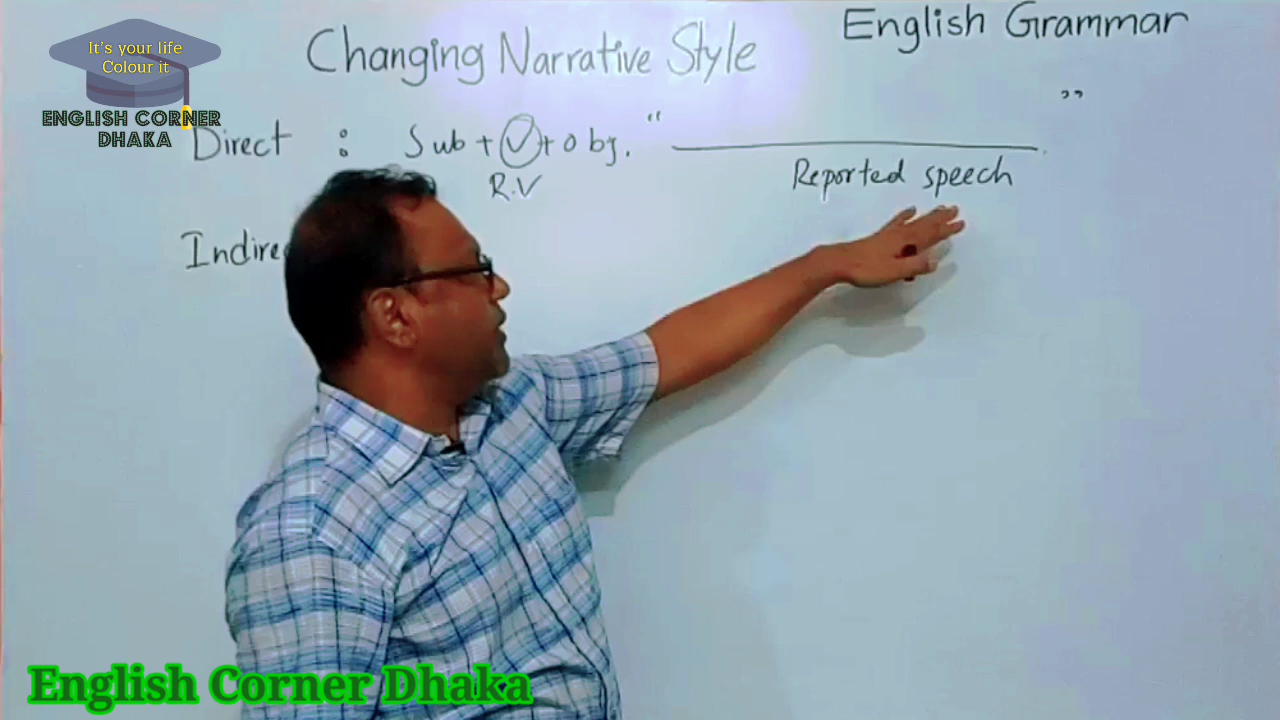 It's your life
Colour it
ENGLISH CORNER
DHAKA
Changing Narrative Style
English Grammar
Direct : Sub + V + obj. " "
R.V
Reported speech
Indire
English Corner Dhaka